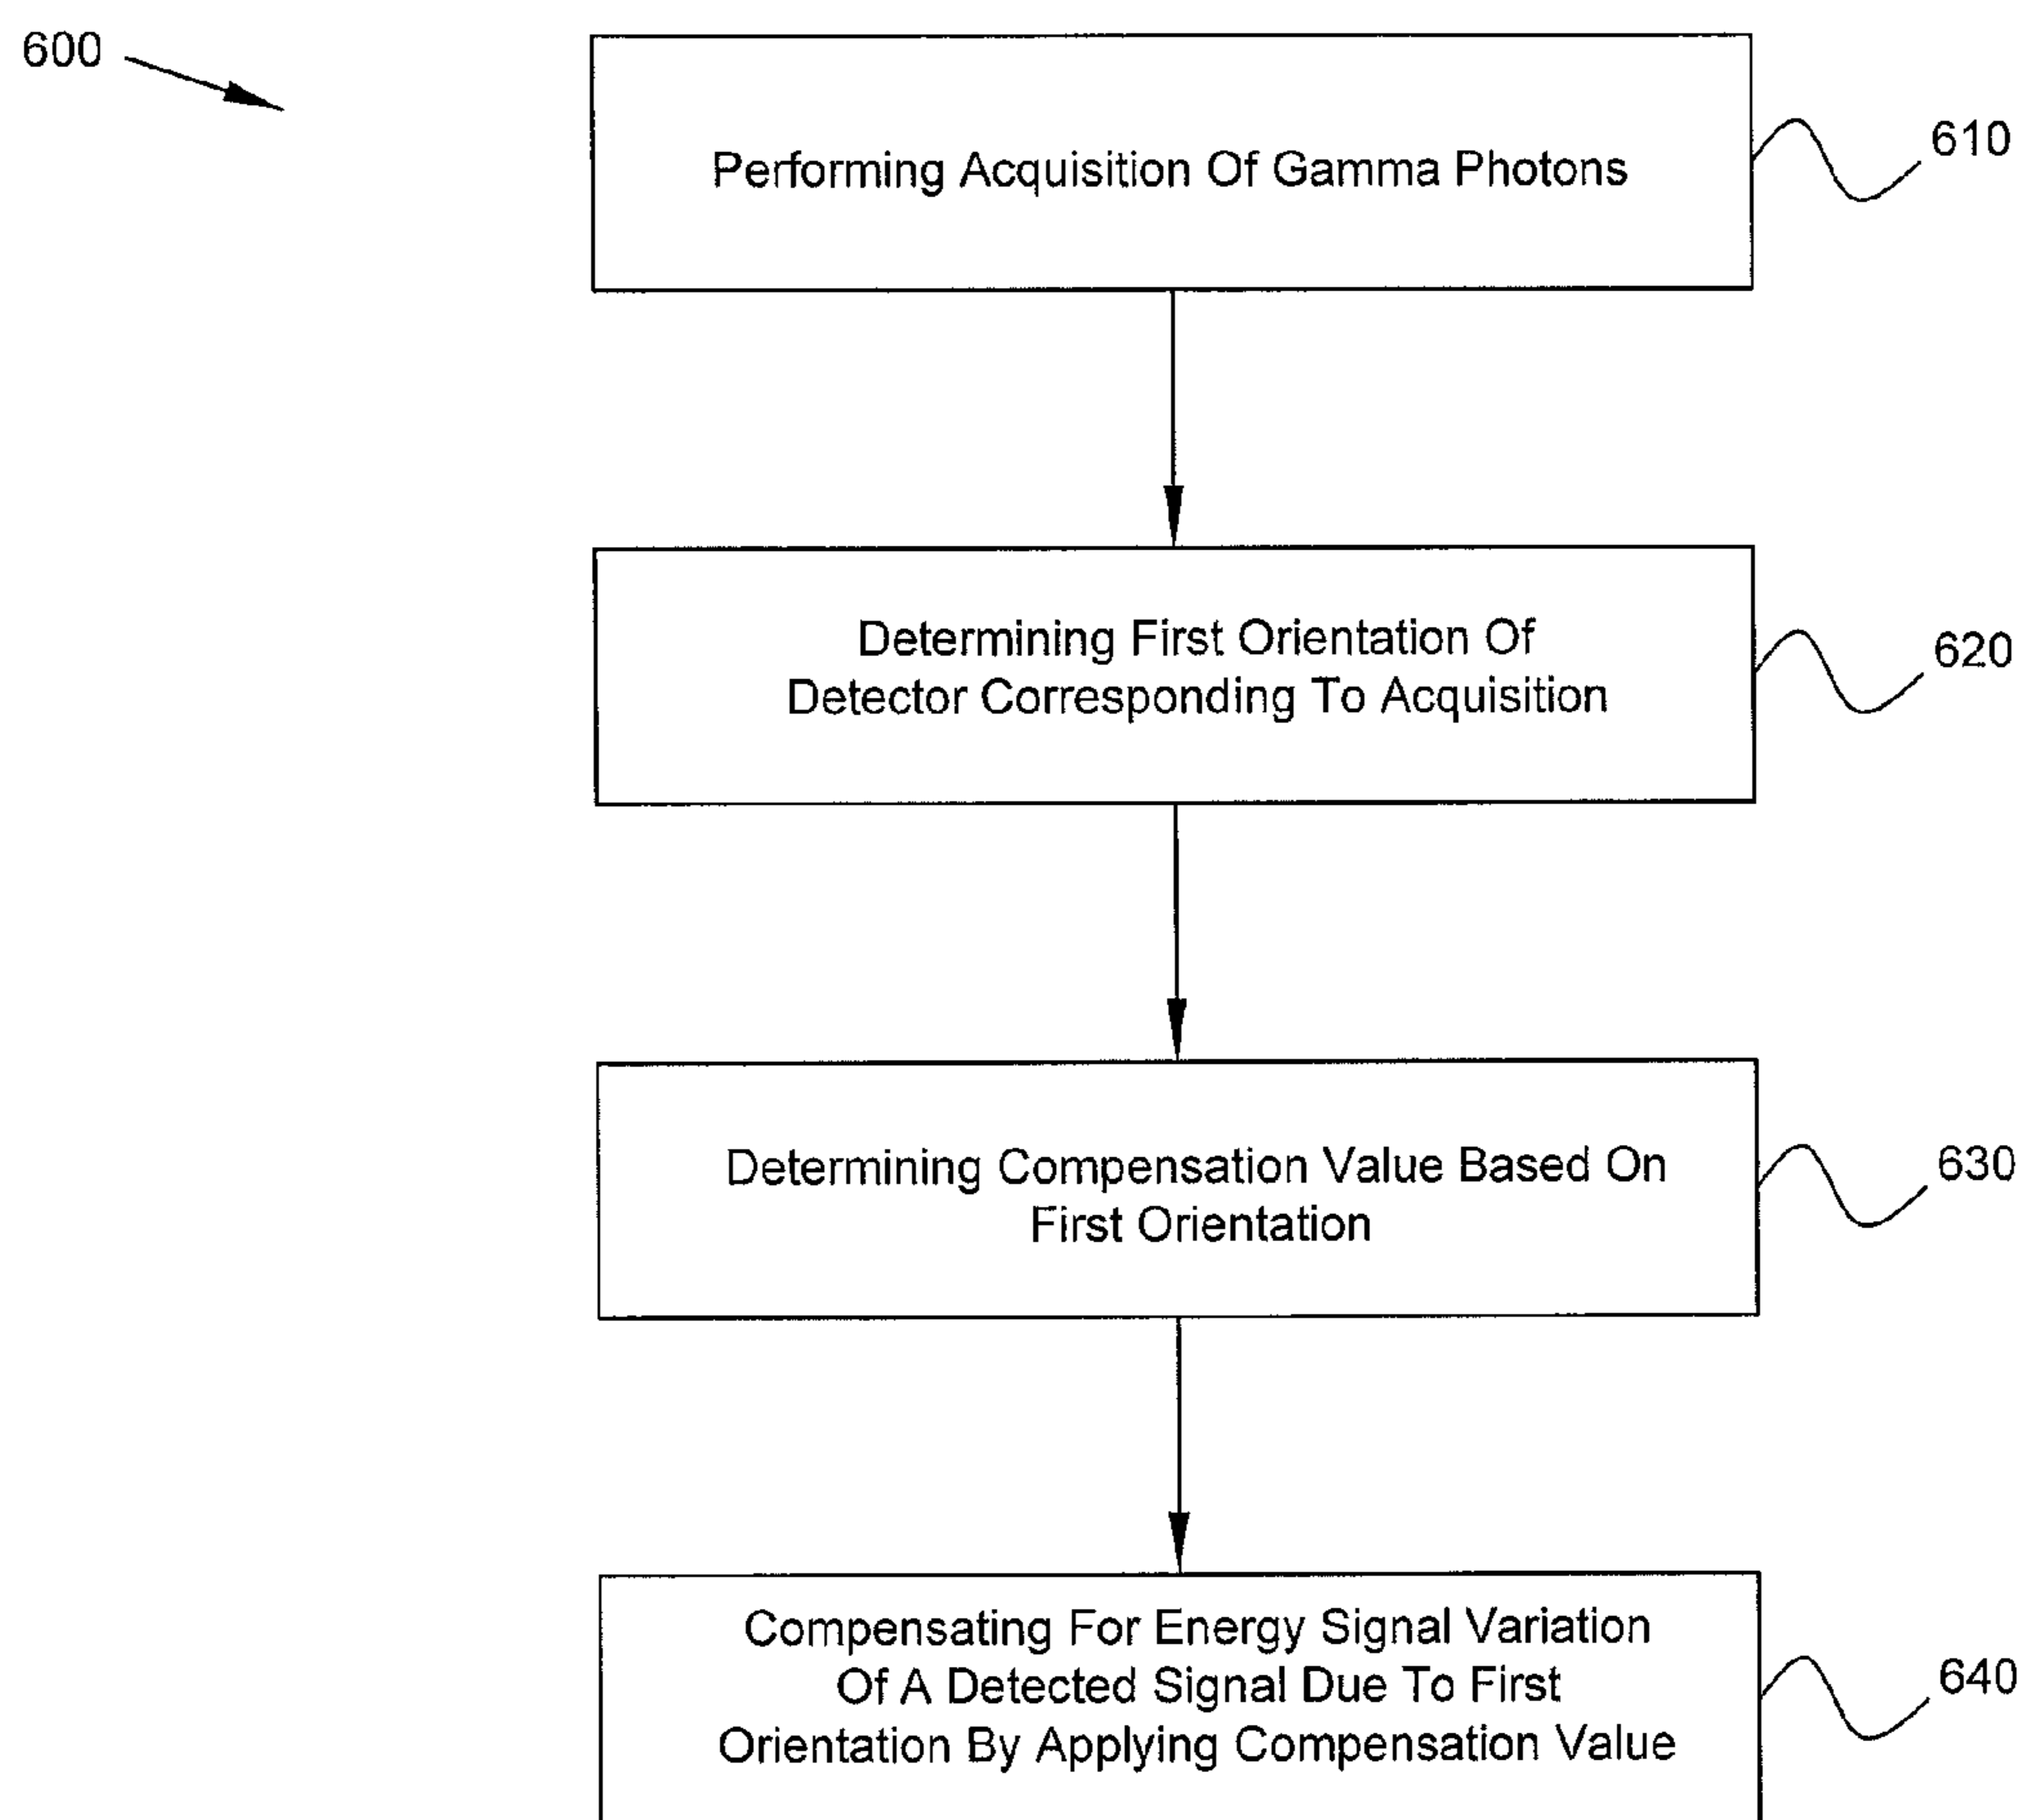 600
Performing Acquisition Of Gamma Photons
610
Determining First Orientation Of
Detector Corresponding To Acquisition
620
Determining Compensation Value Based On
First Orientation
630
Compensating For Energy Signal Variation
Of A Detected Signal Due To First
Orientation By Applying Compensation Value
640